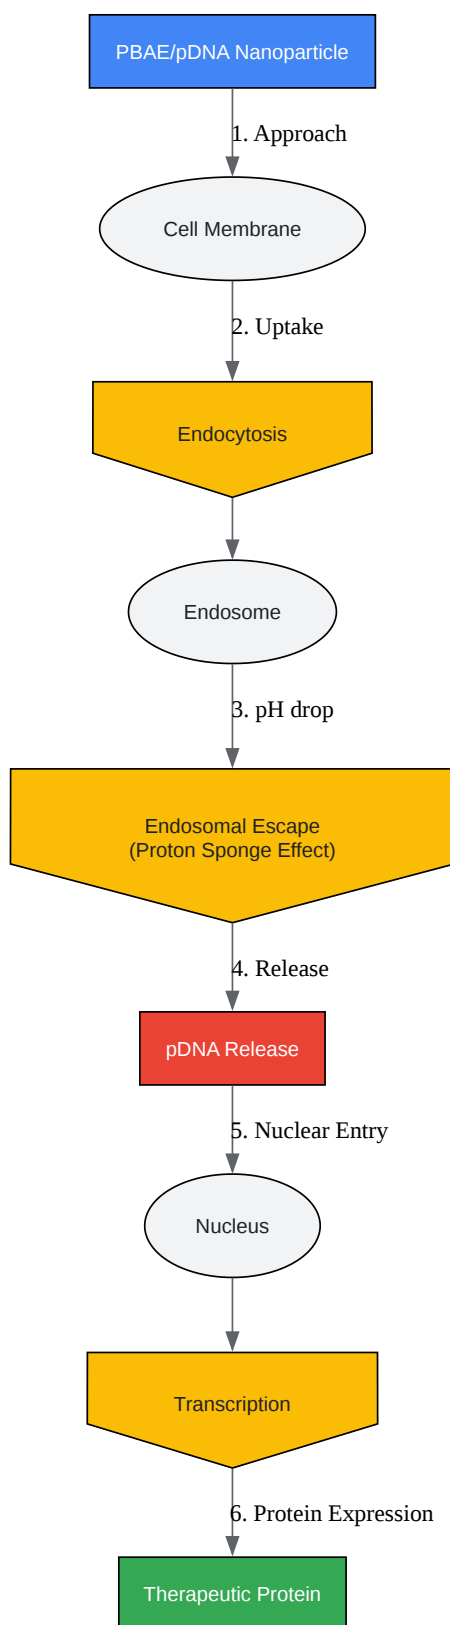 PBAE/pDNA Nanoparticle
1. Approach
Cell Membrane
2. Uptake
Endocytosis
Endosome
3. pH drop
Endosomal Escape
(Proton Sponge Effect)
4. Release
pDNA Release
5. Nuclear Entry
Nucleus
Transcription
6. Protein Expression
Therapeutic Protein